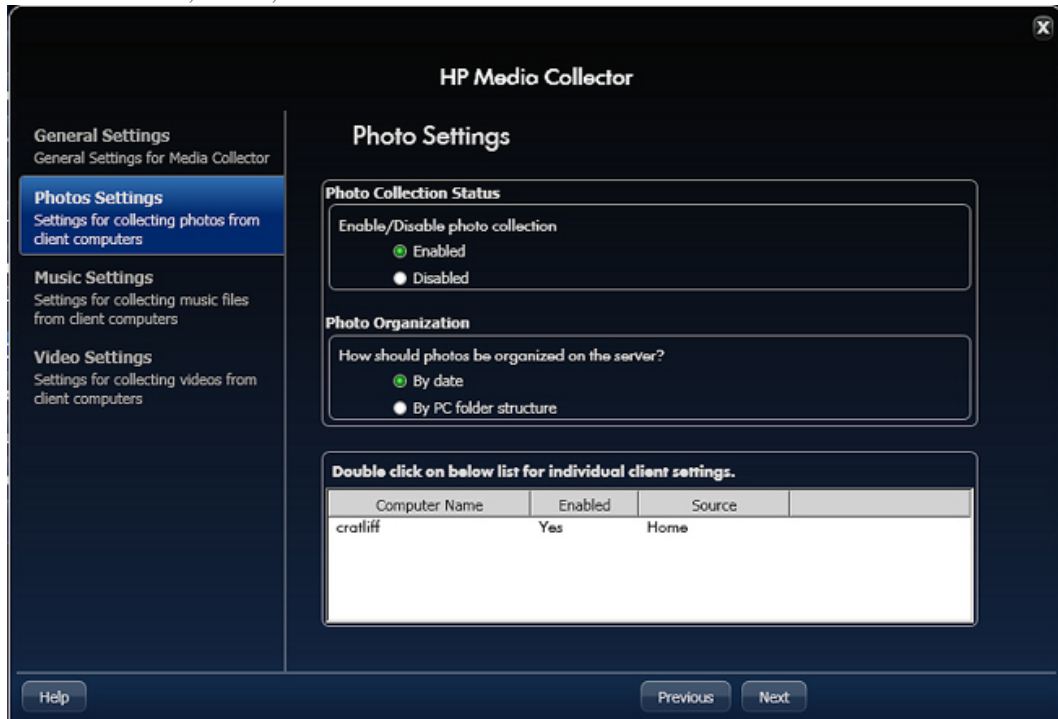 X
HP Media Collector
General Settings
General Settings for Media Collector
Photos Settings
Settings for collecting photos from
client computers
Music Settings
Settings for collecting music files
from client computers
Video Settings
Settings for collecting videos from
client computers
Photo Settings
Photo Collection Status
Enable/Disable photo collection
Enabled
Disabled
Photo Organization
How should photos be organized on the server?
By date
By PC folder structure
Double click on below list for individual client settings.
Computer Name Enabled Source
cratliff Yes Home
Help Previous Next